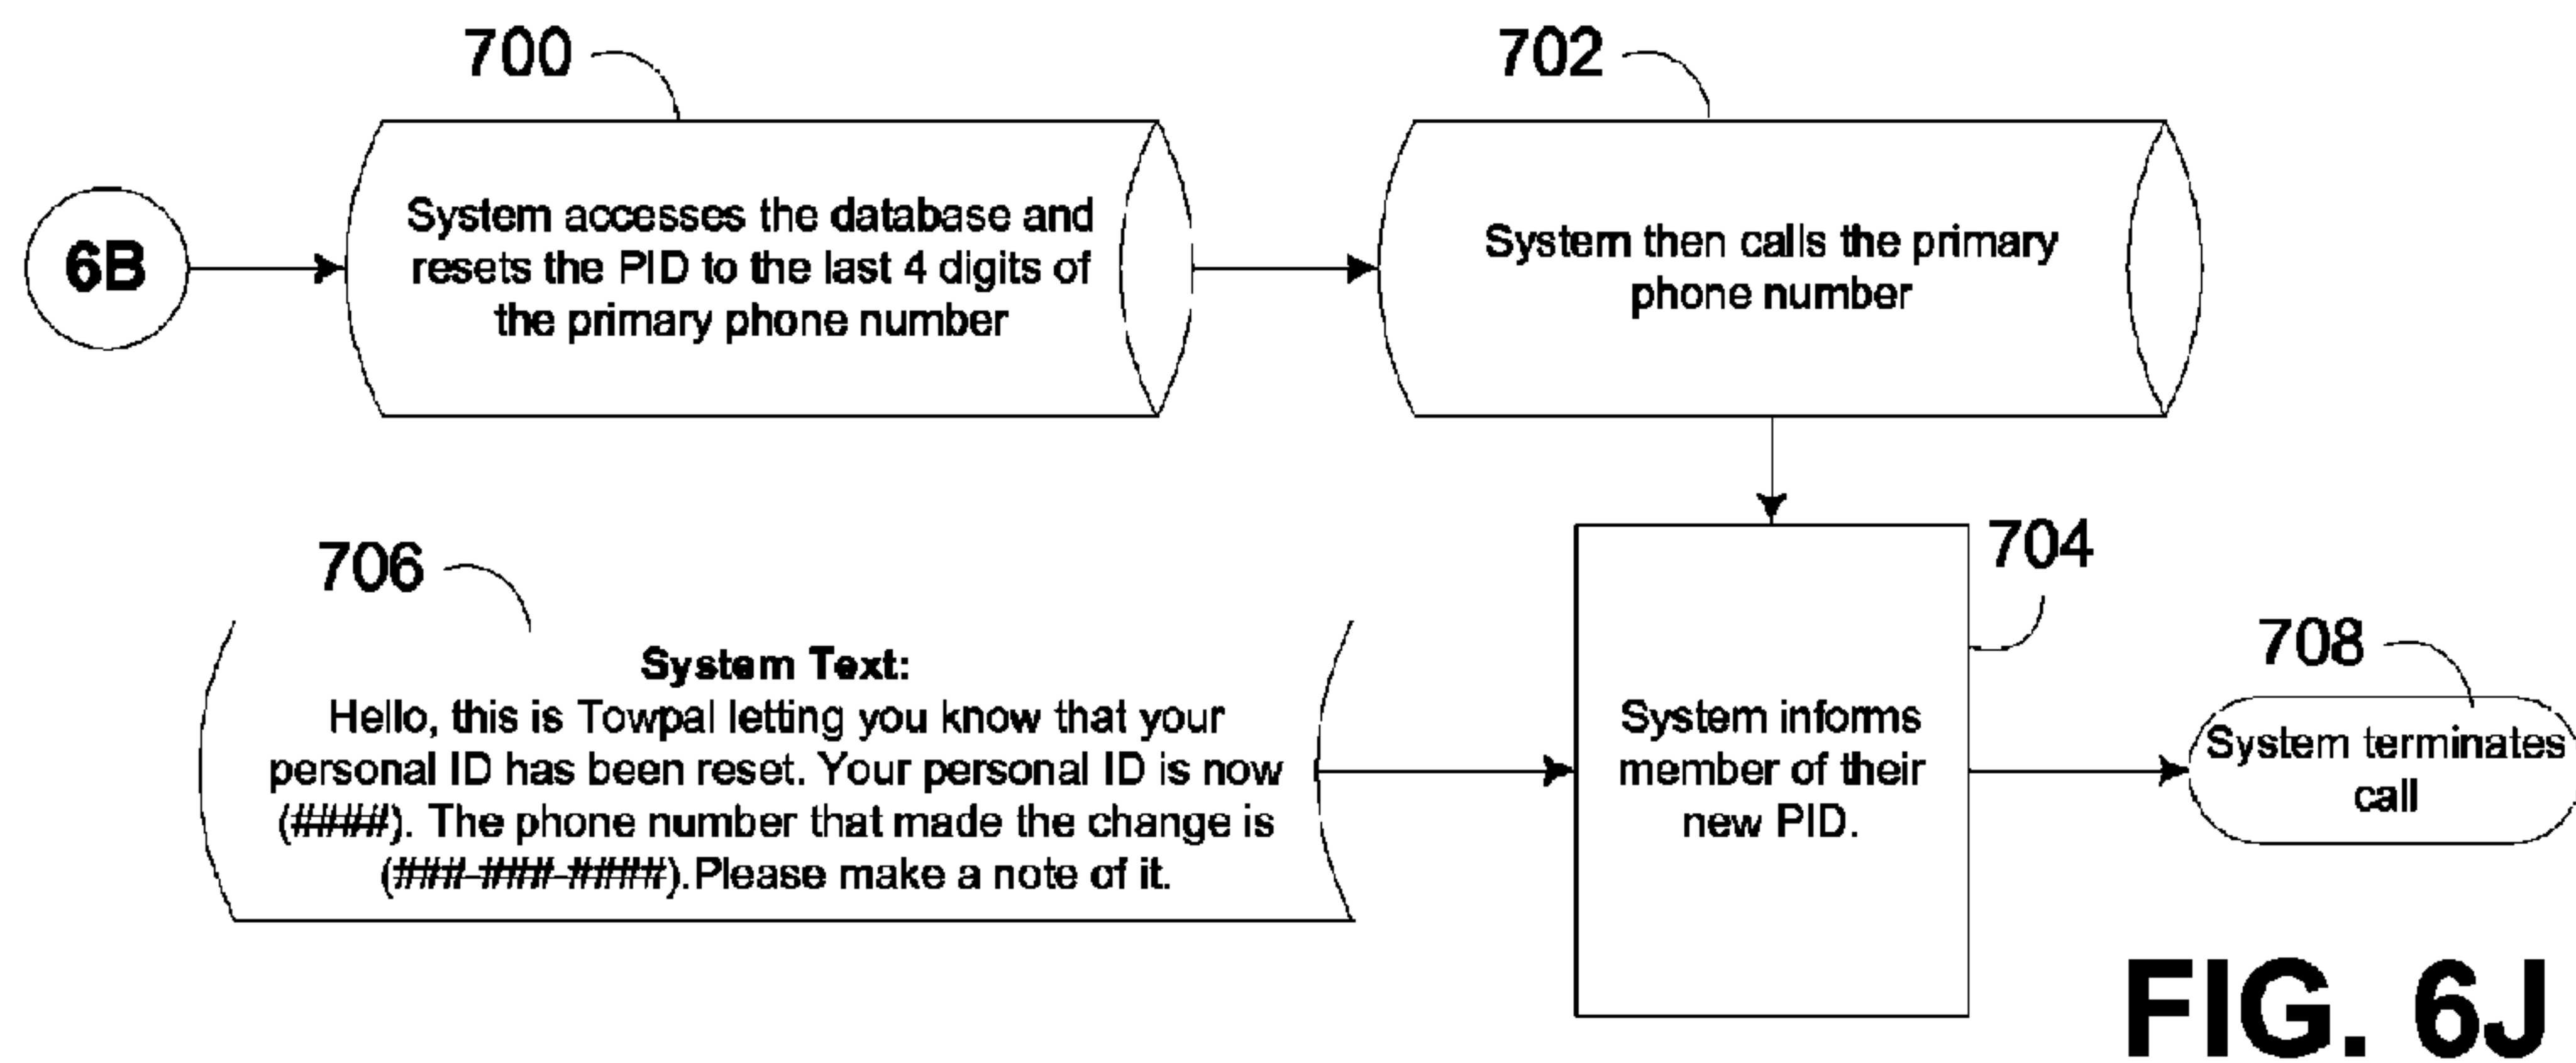 700
702
6B
System accesses the database and
resets the PID to the last 4 digits of
the primary phone number
System then calls the primary
phone number
706
704
System Text:
Hello, this is Towpal letting you know that your
personal ID has been reset. Your personal ID is now
(####). The phone number that made the change is
(###-###-####).Please make a note of it.
System informs
member of their
new PID.
708
System terminates
call
FIG. 6J